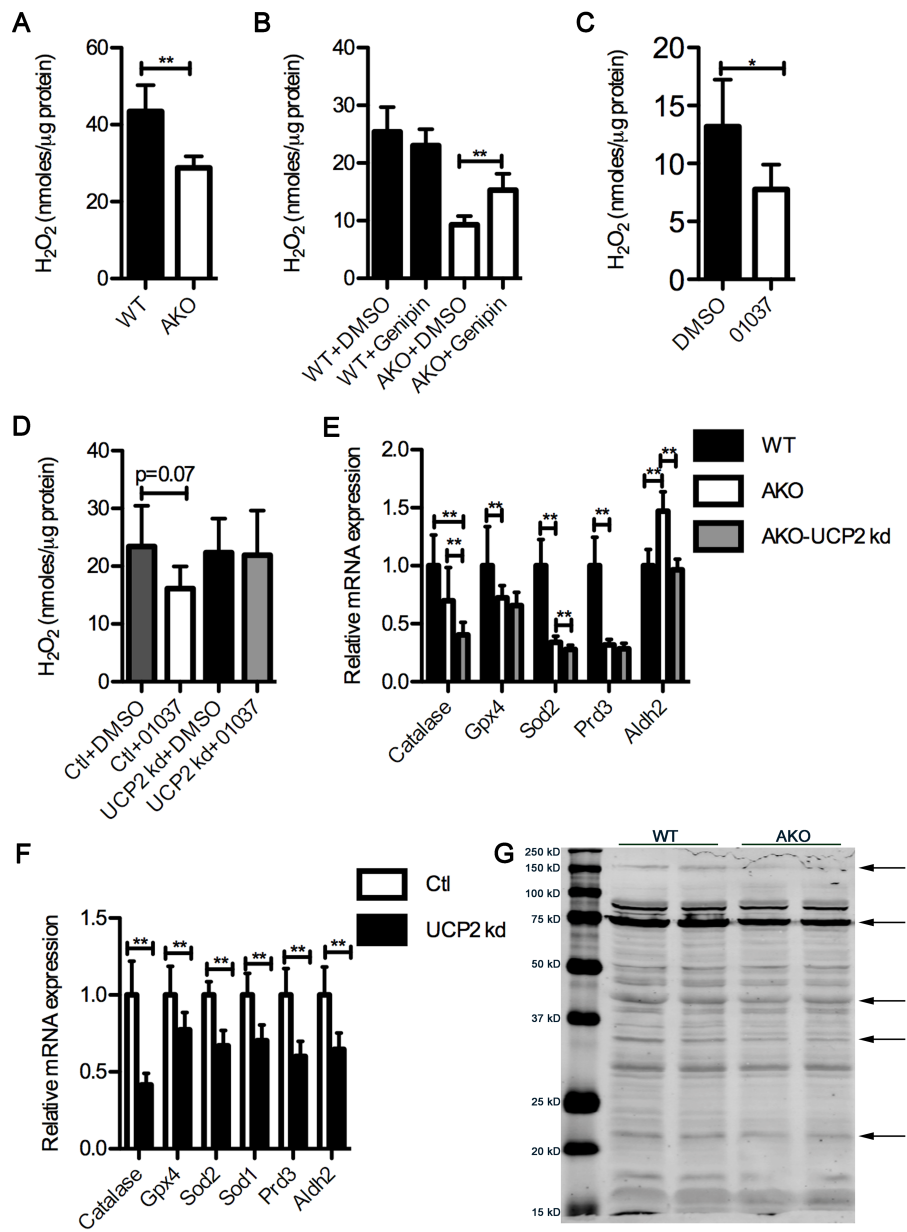 A
H2O2 (nmoles/µg protein)
60
40
20
0
**
WT
AKO
B
H2O2 (nmoles/µg protein)
40
30
20
10
0
**
WT+DMSO
WT+Genipin
AKO+DMSO
AKO+Genipin
C
H2O2 (nmoles/µg protein)
20
15
10
5
0
*
DMSO
01037
D
H2O2 (nmoles/µg protein)
40
30
20
10
0
p=0.07
Ctl+DMSO
Ctl+01037
UCP2 kd+DMSO
UCP2 kd+01037
E
Relative mRNA expression
2.0
1.5
1.0
0.5
0.0
**
**
**
**
**
**
**
**
Catalase
Gpx4
Sod2
Prd3
Aldh2
WT
AKO
AKO-UCP2 kd
F
Relative mRNA expression
1.5
1.0
0.5
0.0
**
**
**
**
**
**
Catalase
Gpx4
Sod2
Sod1
Prd3
Aldh2
Ctl
UCP2 kd
G
WT
AKO
250 kD
150 kD
100 kD
75 kD
50 kD
37 kD
25 kD
20 kD
15 kD